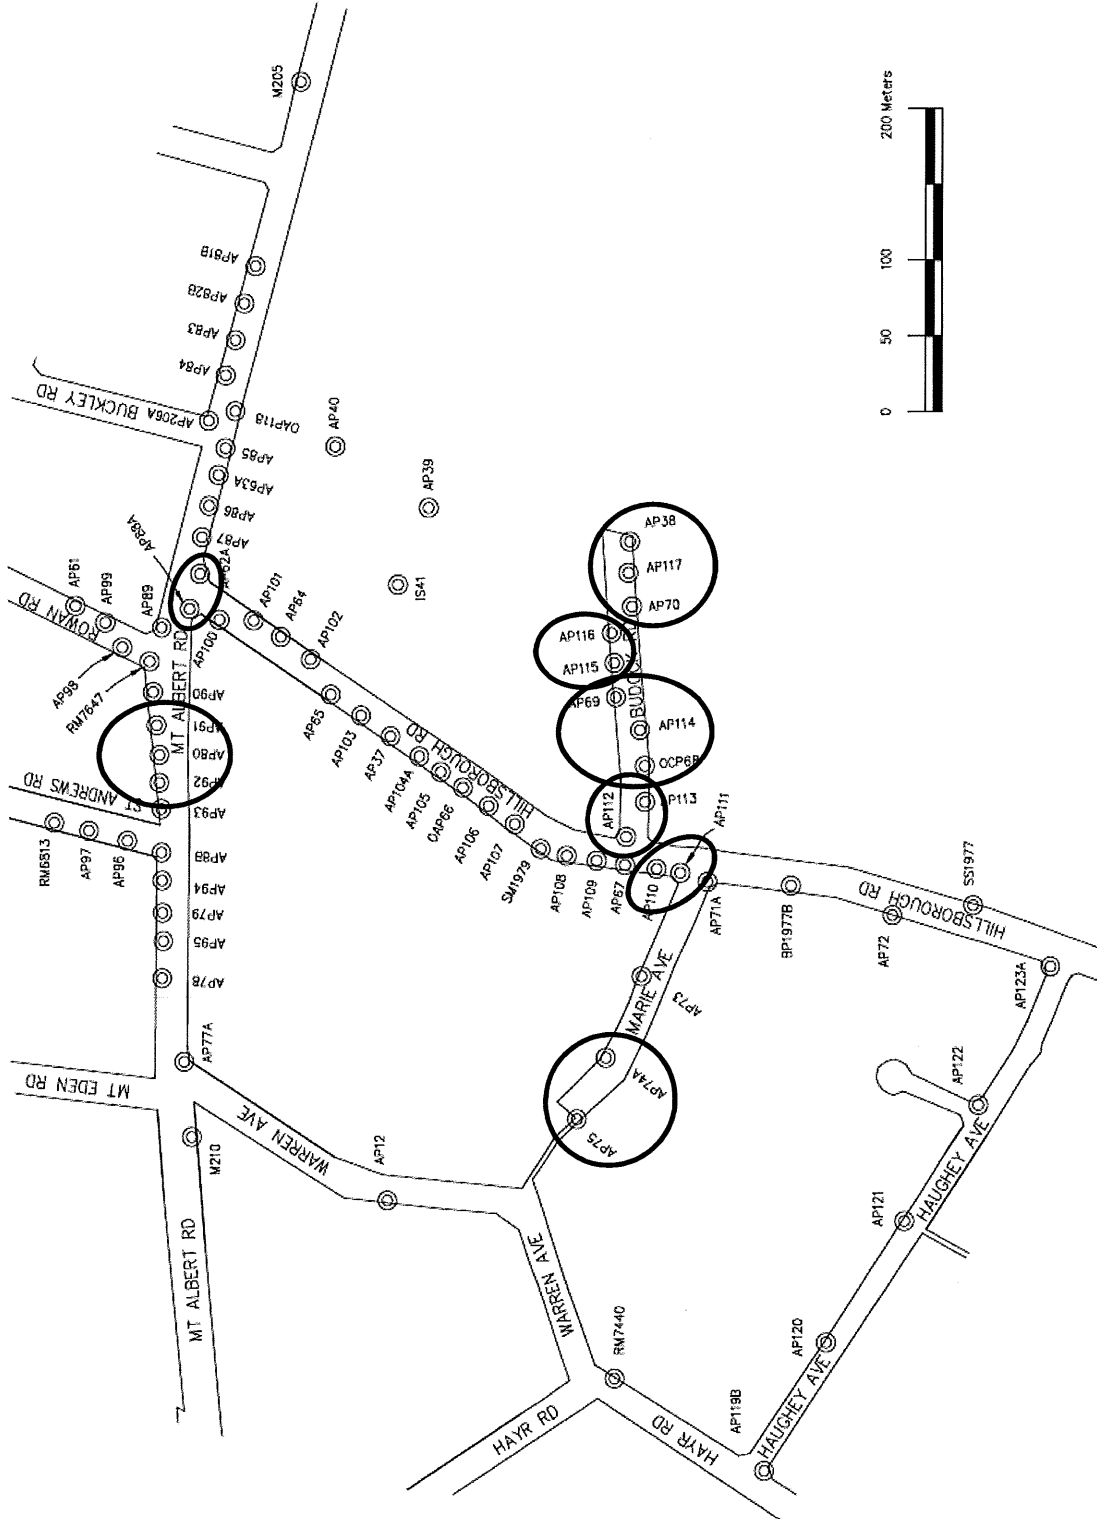 M205
AP81B
AP82B
AP83
AP84
BUCKLEY RD
AP206A
OAP118
AP85
AP63A
AP86
AP87
AP88A
AP62A
AP40
AP39
IS41
200 Meters
100
50
0
AP61
AP99
ROWAN RD
AP89
AP98
RM7647
AP100
AP101
AP64
AP102
MT ALBERT RD
AP90
AP91
AP80
AP92
AP93
ST ANDREWS RD
RM6813
AP97
AP96
AP88
AP94
AP79
AP95
AP78
AP77A
MT EDEN RD
AP65
AP103
AP37
AP104A
AP105
OAP66
AP106
AP107
SM1979
AP108
AP109
AP67
AP110
HILLSBOROUGH RD
AP38
AP117
AP70
AP116
AP115
AP69
AP114
OCP6B
AP113
AP112
AP111
AP71A
BP1977B
AP72
HILLSBOROUGH RD
SS1977
AP123A
MARIE AVE
AP73
AP74A
AP75
WARREN AVE
M210
AP12
MT ALBERT RD
WARREN AVE
RM7440
HAYR RD
HAYR RD
AP119B
HAUGHEY AVE
AP120
AP121
HAUGHEY AVE
AP122